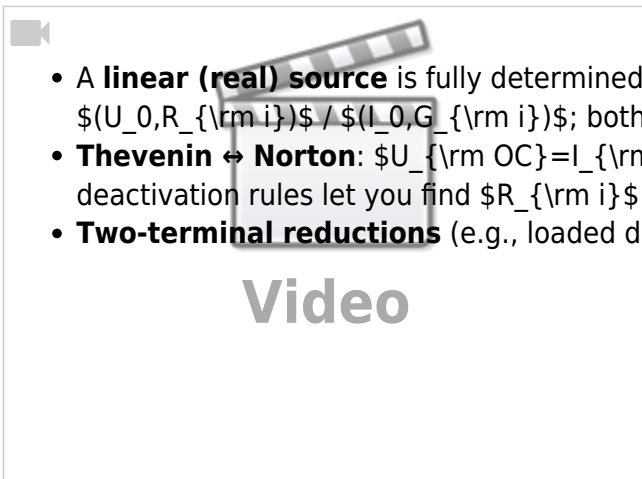 • A linear (real) source is fully determined
$(U_0,R_{\rm i})$ / $(I_0,G_{\rm i})$; both
• Thevenin ↔ Norton: $U_{\rm OC}=I_{\rm
deactivation rules let you find $R_{\rm i}$
• Two-terminal reductions (e.g., loaded d
Video